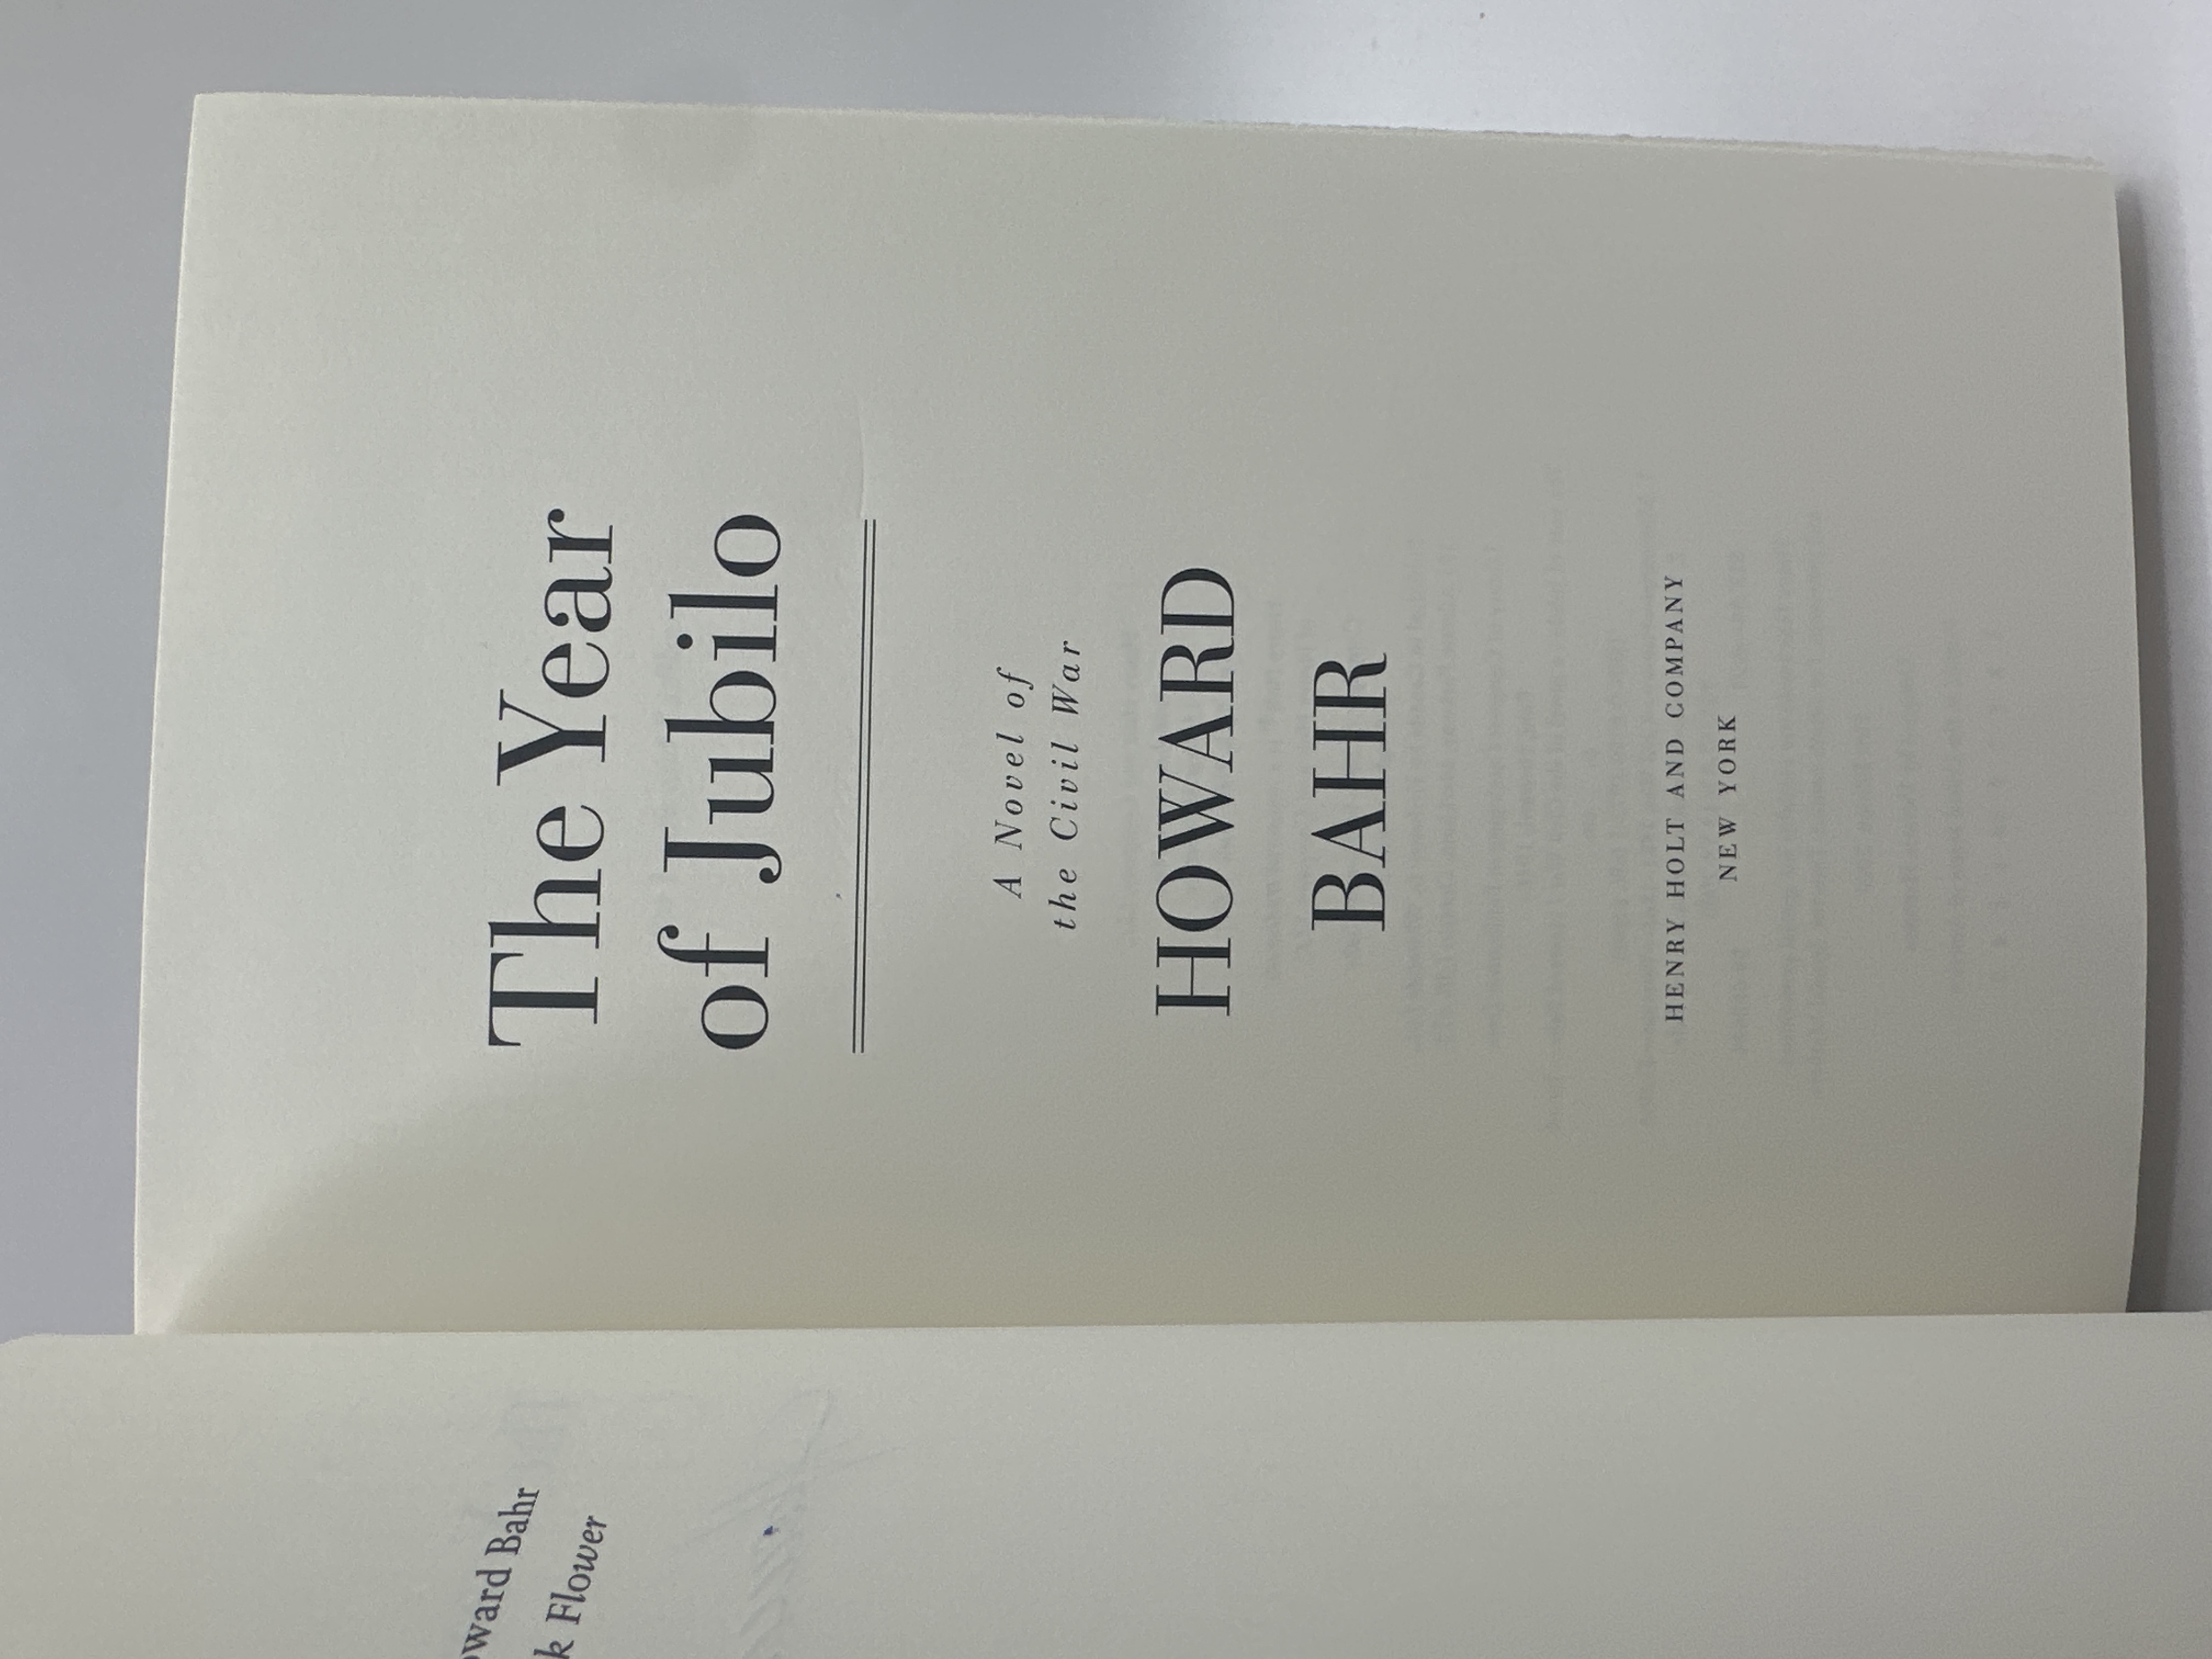 The Year
of Jubilo
A Novel of
the Civil War
HOWARD
BAHR
HENRY HOLT AND COMPANY
NEW YORK
oward Bahr
k Flower